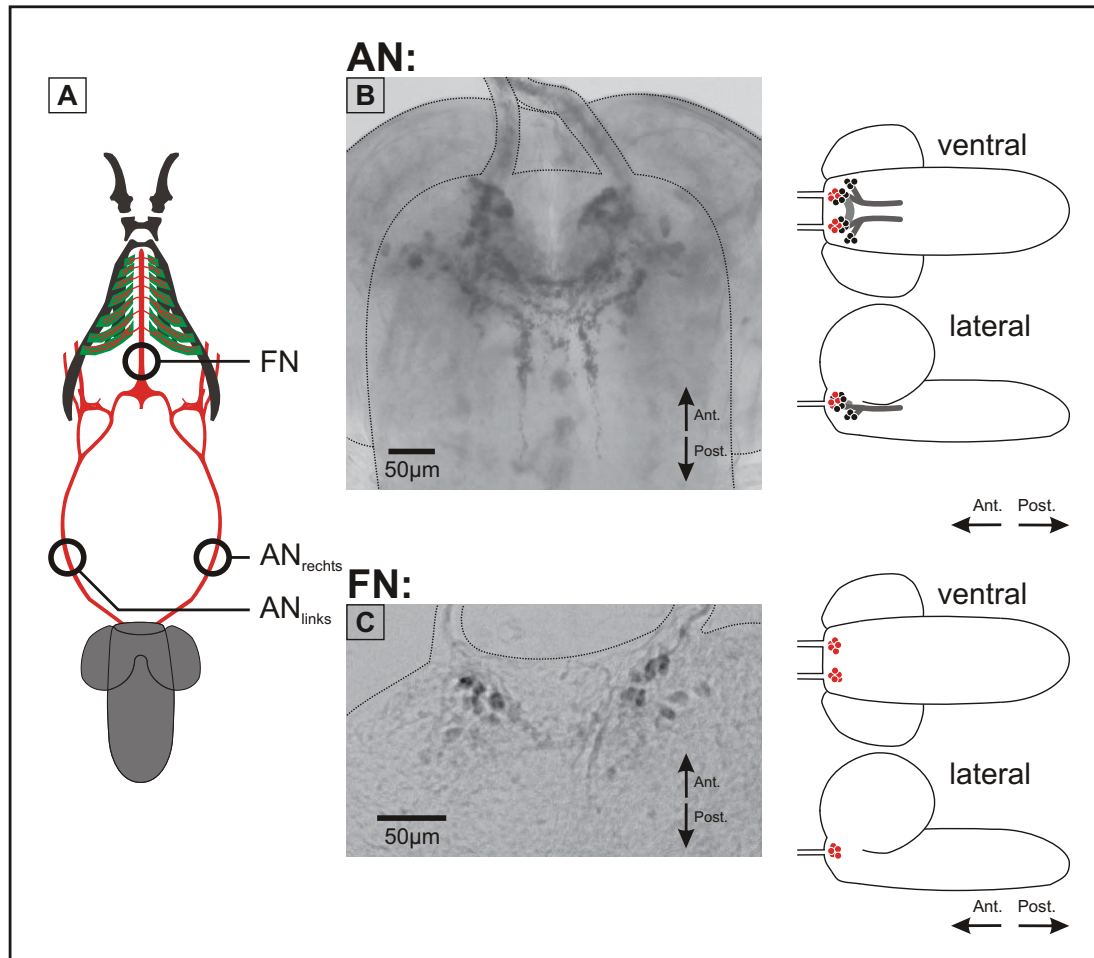 A
FN
AN rechts
AN links
AN:
B
Ant.
Post.
50µm
ventral
lateral
Ant. Post.
FN:
C
Ant.
Post.
50µm
ventral
lateral
Ant. Post.